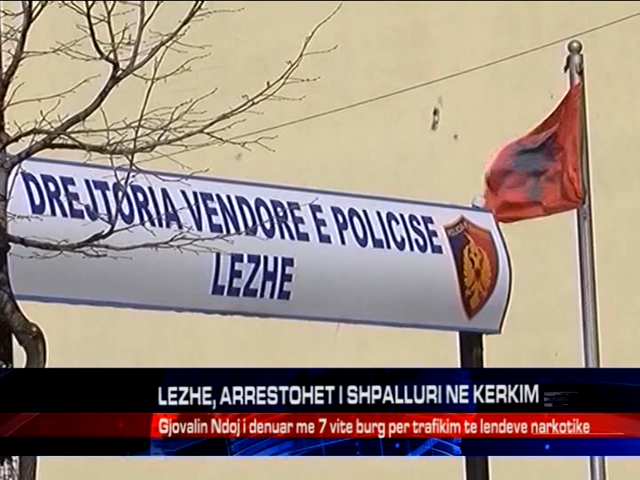 DREJTORIA VENDORE E POLICISE
LEZHE
POLICIA
LEZHE, ARRESTOHET I SHPALLURI NE KERKIM
Gjovalin Ndoj i denuar me 7 vite burg per trafikim te lendeve narkotike